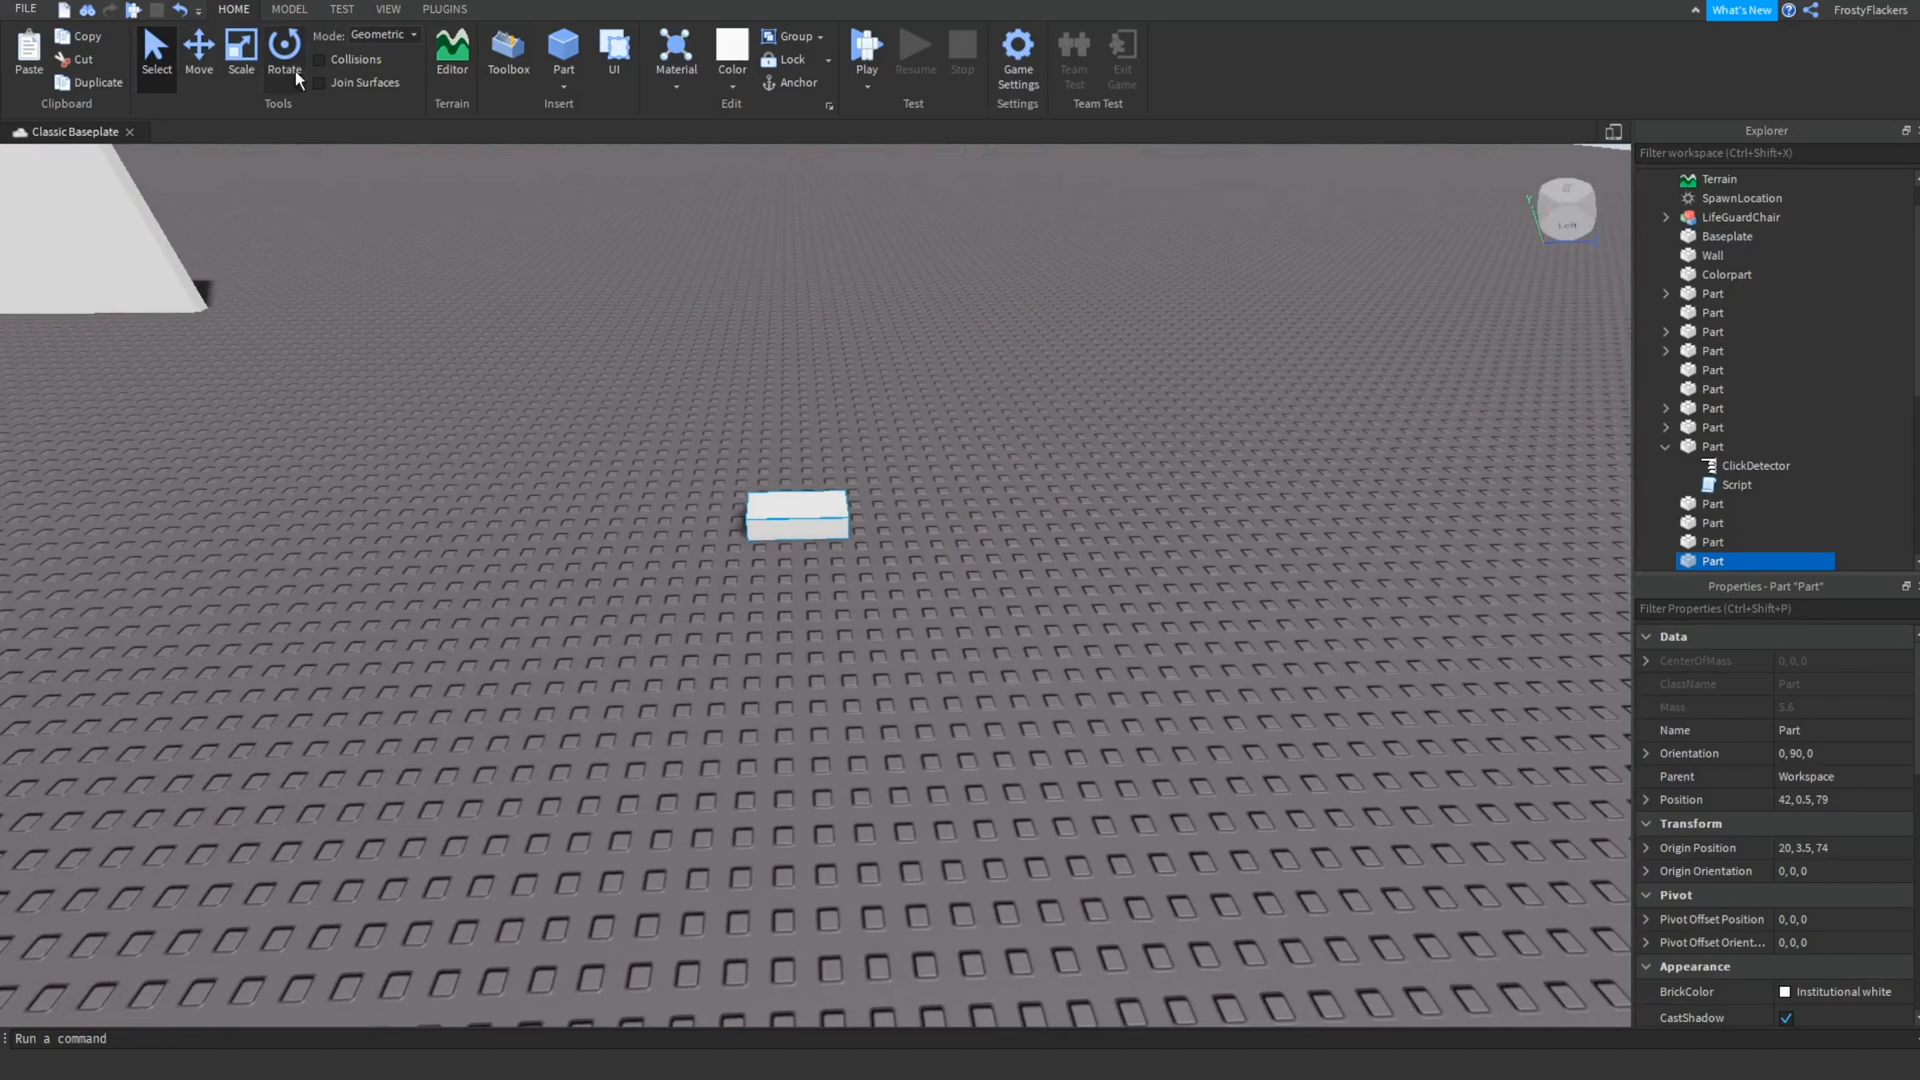 FILE HOME MODEL TEST VIEW PLUGINS What's New FrostyFlackers
Paste Copy Cut Duplicate Clipboard
Select Move Scale Rotate Mode: Geometric Collisions Join Surfaces Tools
Editor Terrain
Toolbox Part UI Insert
Material Color Group Lock Anchor Edit
Play Resume Stop Test
Game Settings Settings
Team Test Exit Game Team Test
Classic Baseplate
Left
Y
Explorer
Filter workspace (Ctrl+Shift+X)
Terrain
SpawnLocation
LifeGuardChair
Baseplate
Wall
Colorpart
Part
Part
Part
Part
Part
Part
Part
Part
Part
ClickDetector
Script
Part
Part
Part
Part
Properties - Part "Part"
Filter Properties (Ctrl+Shift+P)
Data
CenterOfMass 0,0,0
ClassName Part
Mass 5.6
Name Part
Orientation 0,90,0
Parent Workspace
Position 42,0.5,79
Transform
Origin Position 20,3.5,74
Origin Orientation 0,0,0
Pivot
Pivot Offset Position 0,0,0
Pivot Offset Orient... 0,0,0
Appearance
BrickColor Institutional white
CastShadow
Run a command